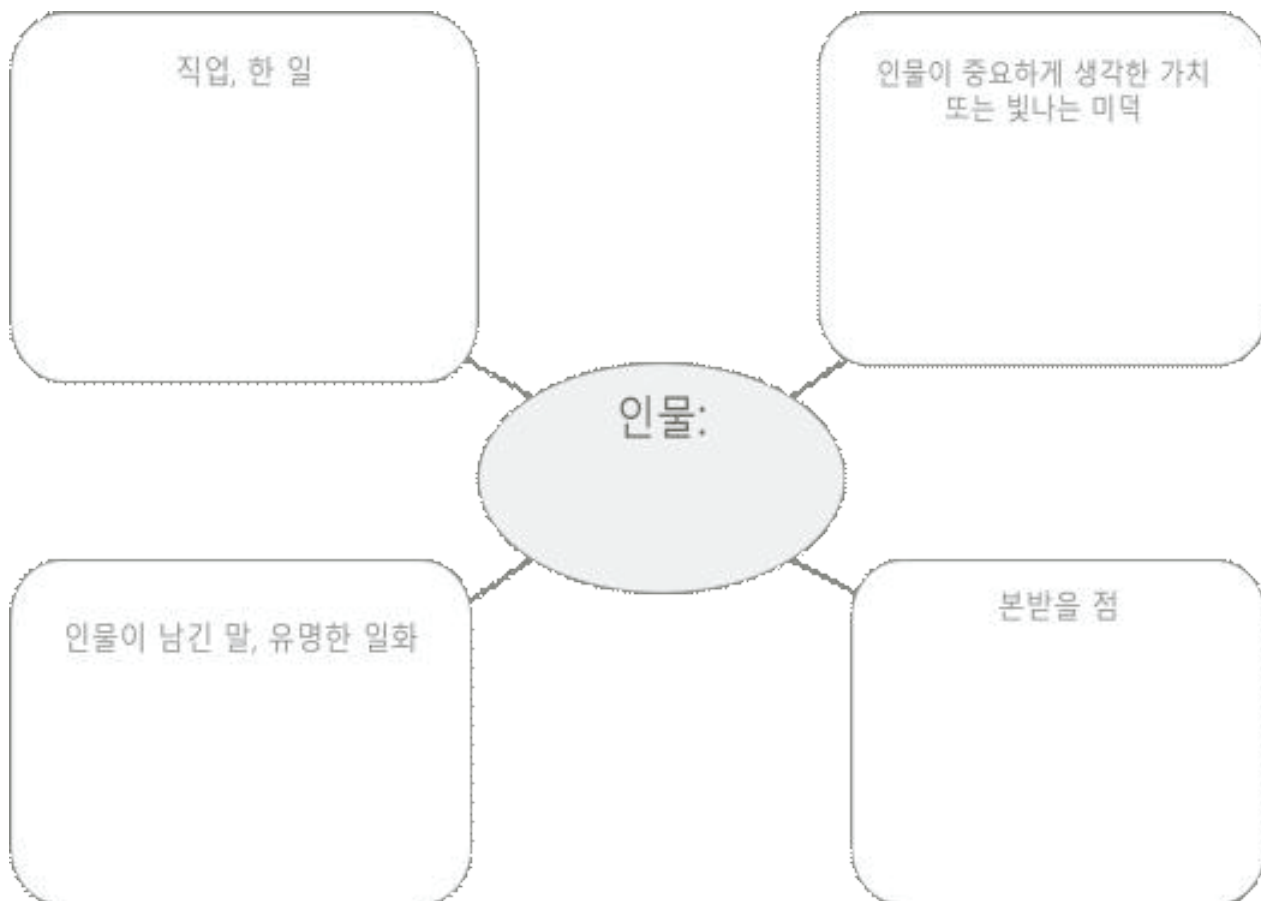 직업, 한 일
인물이 중요하게 생각한 가치
또는 빛나는 미덕
인물:
인물이 남긴 말, 유명한 일화
본받을 점